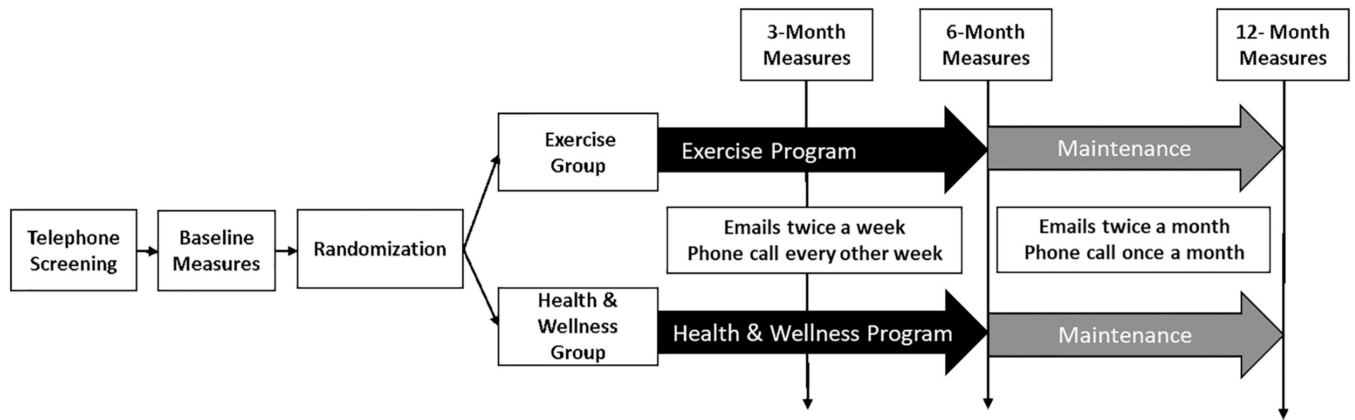 3-Month
Measures
6-Month
Measures
12- Month
Measures
Exercise
Group
Exercise Program
Maintenance
Telephone
Screening
Baseline
Measures
Randomization
Emails twice a week
Phone call every other week
Emails twice a month
Phone call once a month
Health &
Wellness
Group
Health & Wellness Program
Maintenance